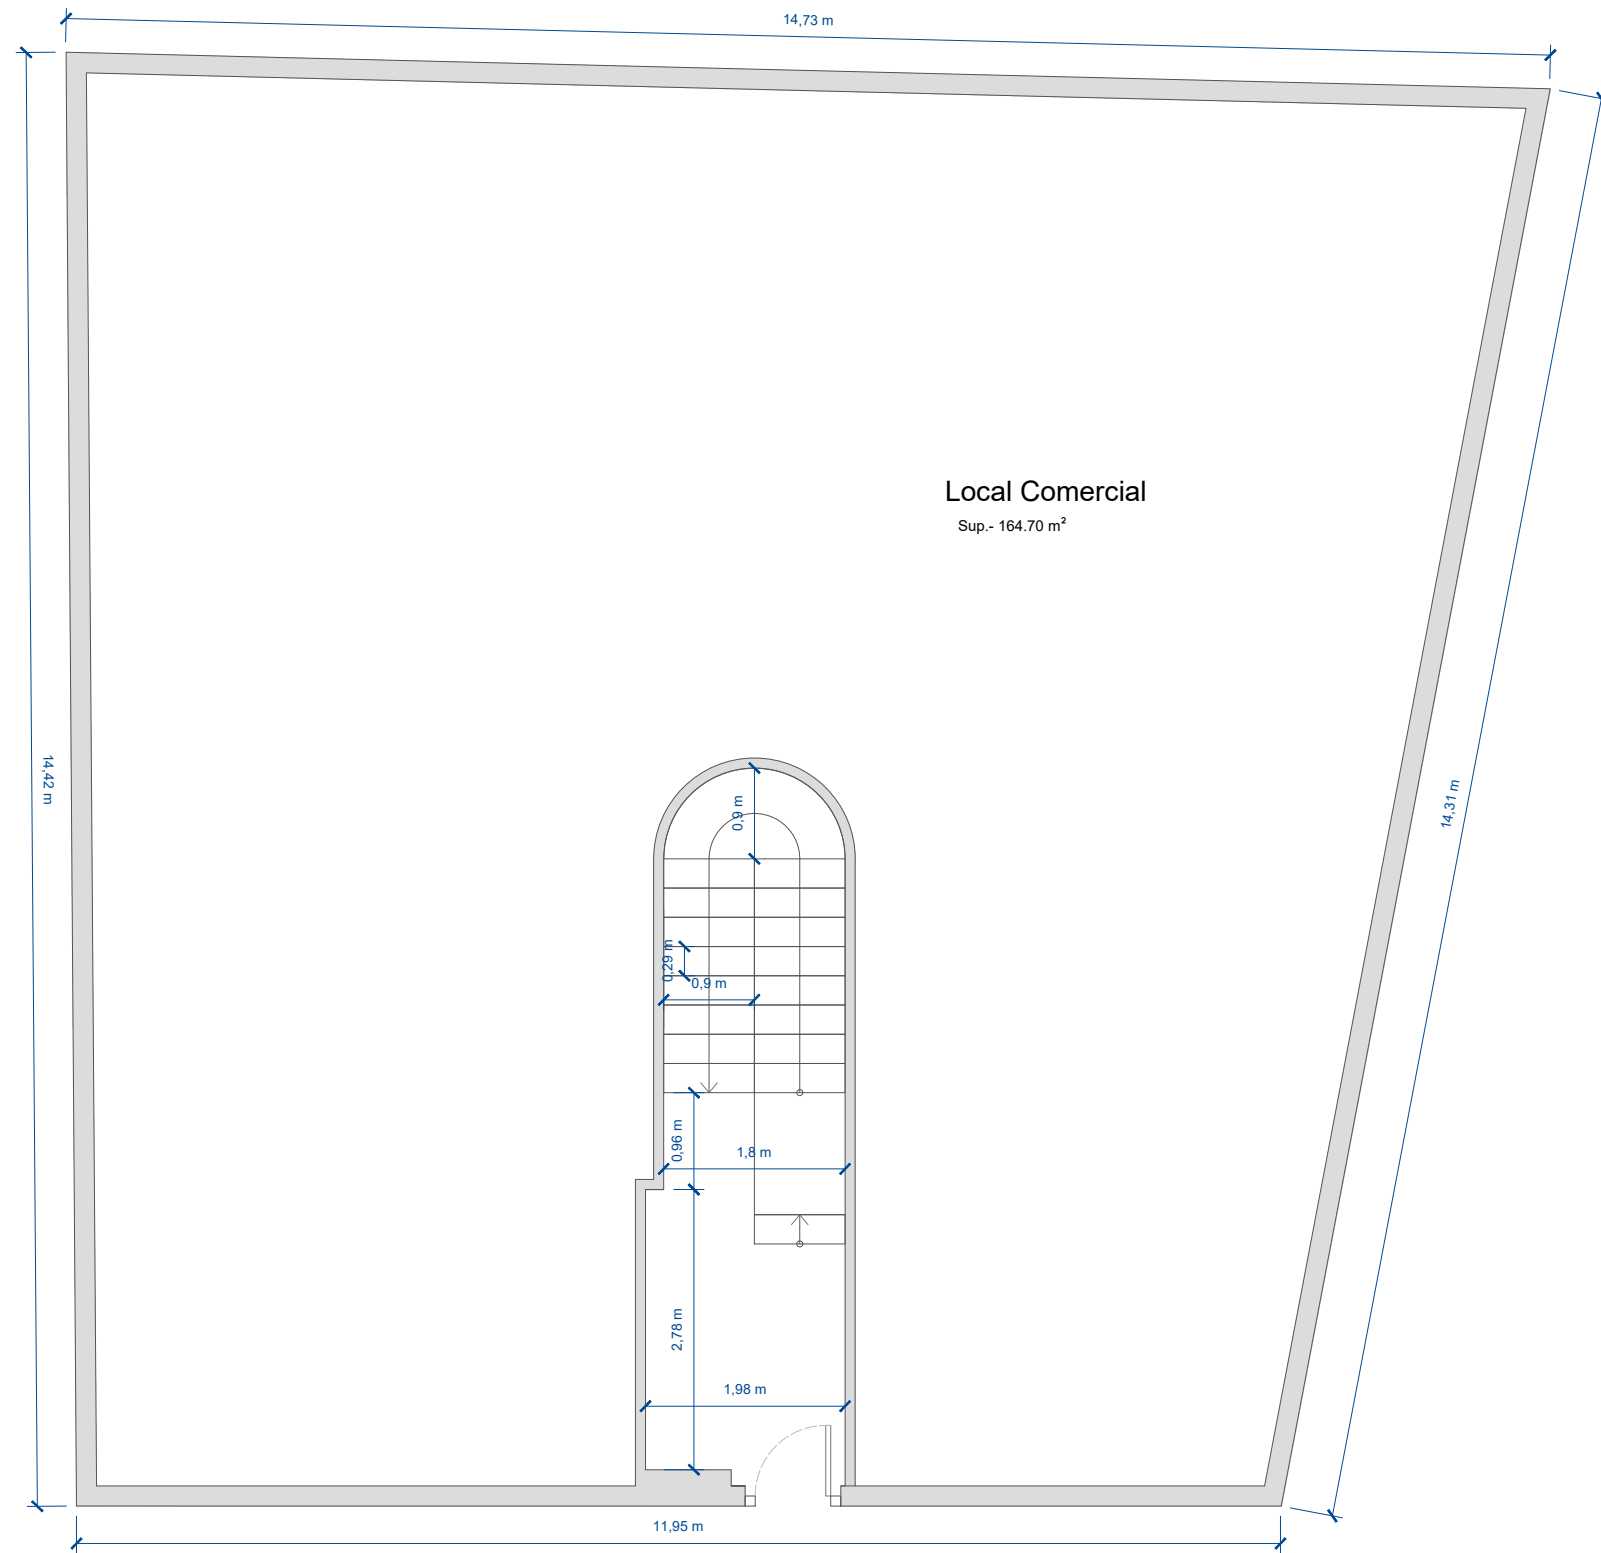 14,73 m
Local Comercial
Sup.- 164.70 m²
14,42 m
14,31 m
0,9 m
0,29 m
0,9 m
0,96 m
1,8 m
2,78 m
1,98 m
11,95 m